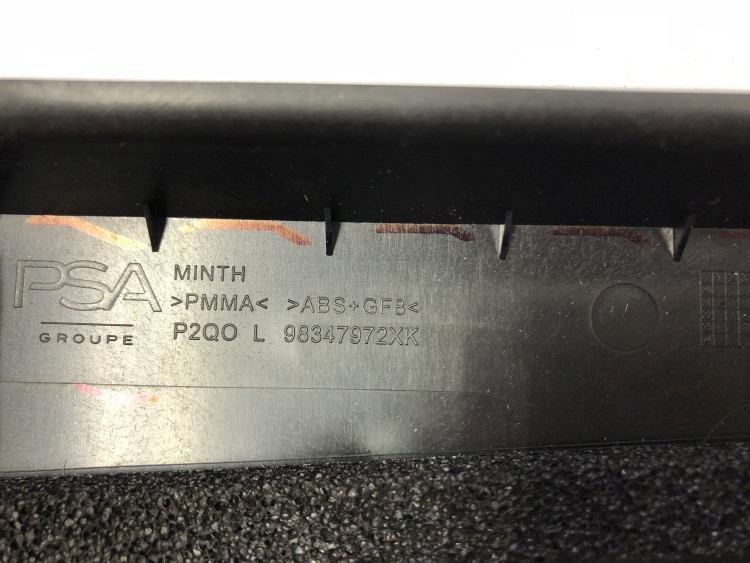 PSA
GROUPE
MINTH
>PMMA< >ABS+GF8<
P2QO L 98347972XK